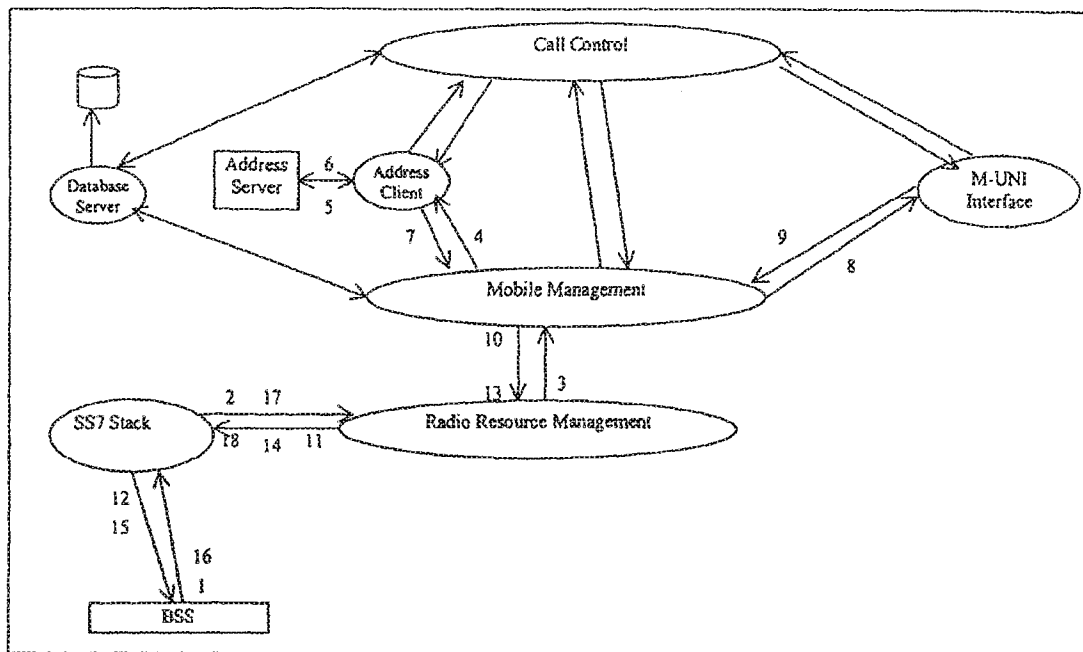 Call Control
Address
Server
6
5
Address
Client
Database
Server
M-UNI
Interface
7
4
9
8
Mobile Management
10
13
3
2 17
SS7 Stack
Radio Resource Management
18 14 11
12
15
16
1
BSS